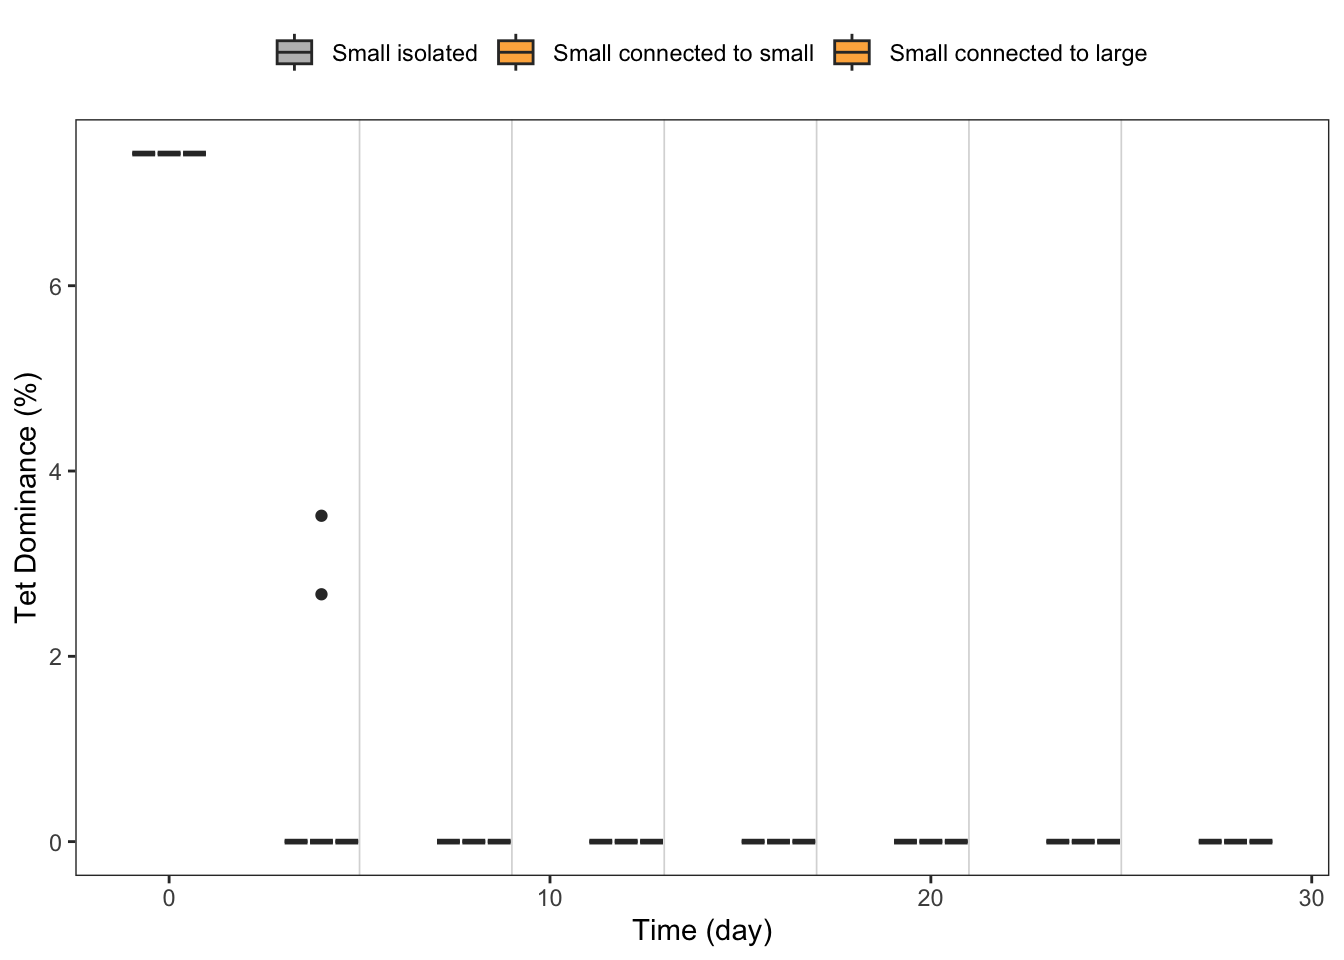 Small isolated Small connected to small Small connected to large
Tet Dominance (%)
6
4
2
0
0 10 20 30
Time (day)